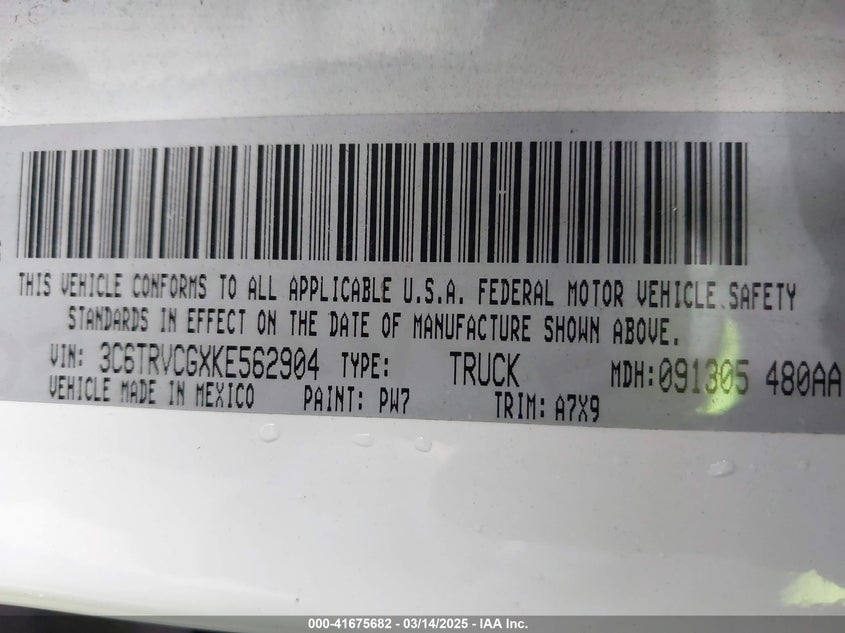 THIS VEHICLE CONFORMS TO ALL APPLICABLE U.S.A. FEDERAL MOTOR VEHICLE SAFETY
STANDARDS IN EFFECT ON THE DATE OF MANUFACTURE SHOWN ABOVE.
VIN: 3C6TRVCGXKE562904 TYPE: TRUCK MDH:091305 480AA
VEHICLE MADE IN MEXICO PAINT: PW7 TRIM: A7X9
000-41675682 - 03/14/2025 - IAA Inc.